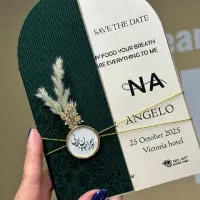 SAVE THE DATE
FOOD YOUR BREATH
ARE EVERYTHING TO ME
NA
ANGELO
25 October 2025
Victoria hotel